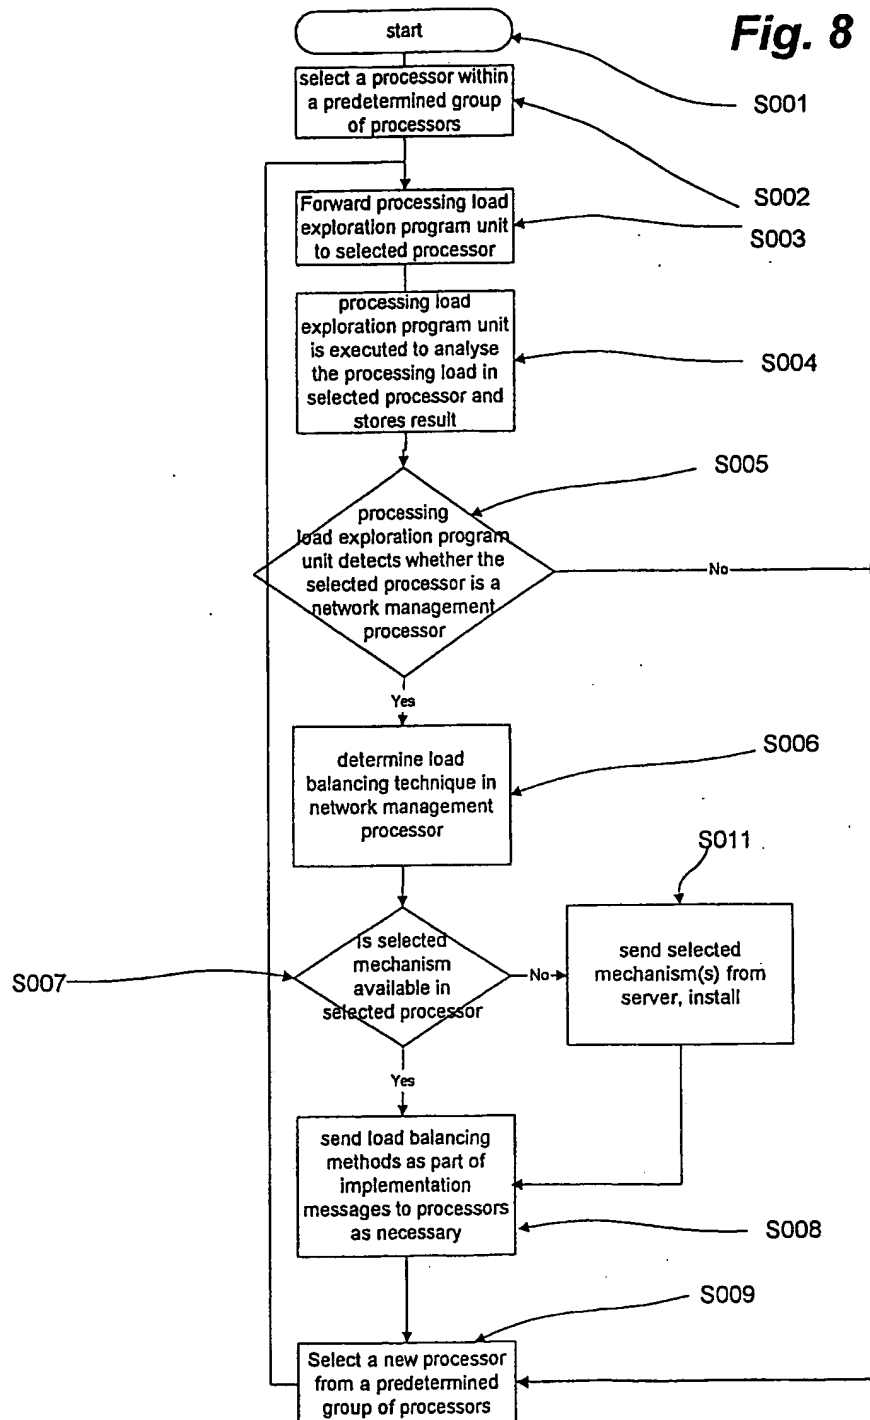 Fig. 8
start
S001
select a processor within
a predetermined group
of processors
S002
Forward processing load
exploration program unit
to selected processor
S003
processing load
exploration program unit
is executed to analyse
the processing load in
selected processor and
stores result
S004
S005
processing
load exploration program
unit detects whether the
selected processor is a
network management
processor
No
Yes
determine load
balancing technique in
network management
processor
S006
S011
S007
is selected
mechanism
available in
selected processor
No
send selected
mechanism(s) from
server, install
Yes
send load balancing
methods as part of
implementation
messages to processors
as necessary
S008
S009
Select a new processor
from a predetermined
group of processors